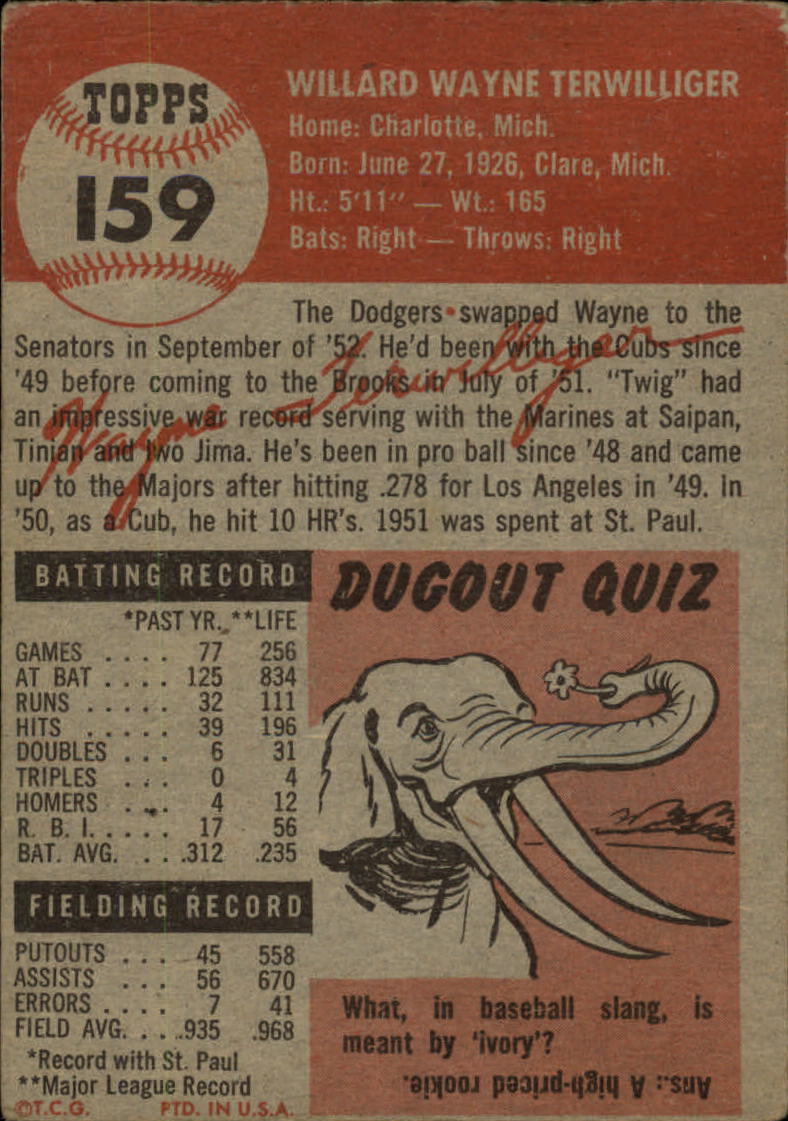 TOPPS
159
WILLARD WAYNE TERWILLIGER
Home: Charlotte, Mich.
Born: June 27, 1926, Clare, Mich.
Ht.: 5'11" — Wt.: 165
Bats: Right — Throws: Right
The Dodgers swapped Wayne to the
Senators in September of '52. He'd been with the Cubs since
'49 before coming to the Brooks in July of '51. "Twig" had
an impressive war record serving with the Marines at Saipan,
Tinian and Iwo Jima. He's been in pro ball since '48 and came
up to the Majors after hitting .278 for Los Angeles in '49. In
'50, as a Cub, he hit 10 HR's. 1951 was spent at St. Paul.
Wayne Terwilliger
BATTING RECORD
*PAST YR. **LIFE
GAMES .... 77 256
AT BAT .... 125 834
RUNS ..... 32 111
HITS ..... 39 196
DOUBLES ... 6 31
TRIPLES ... 0 4
HOMERS ... 4 12
R. B. I. .... 17 56
BAT. AVG. ... .312 .235
FIELDING RECORD
PUTOUTS ... 45 558
ASSISTS ... 56 670
ERRORS .... 7 41
FIELD AVG. ... .935 .968
*Record with St. Paul
**Major League Record
©T.C.G. PTD. IN U.S.A.
DUGOUT QUIZ
What, in baseball slang, is
meant by 'ivory'?
Ans.: A high-priced rookie.